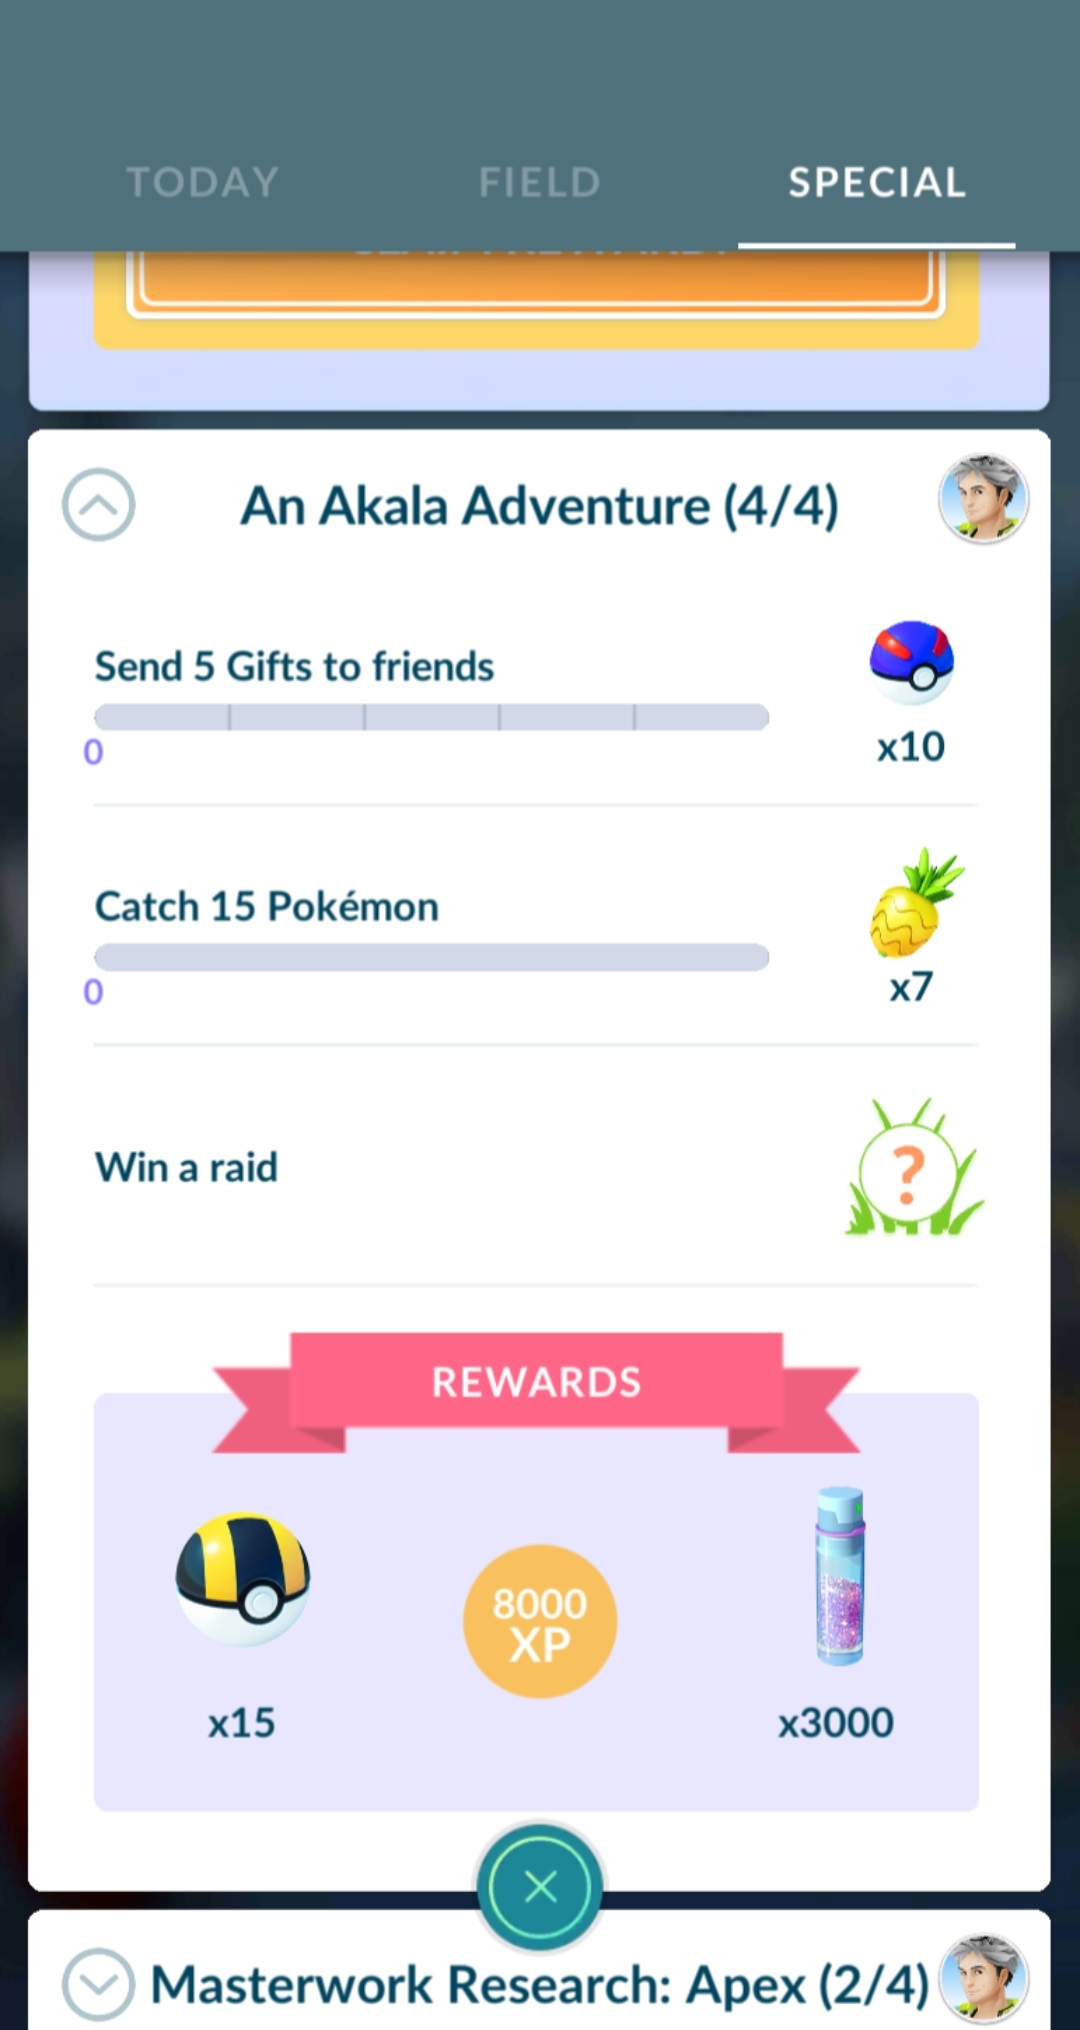 TODAY
FIELD
SPECIAL
An Akala Adventure (4/4)
Send 5 Gifts to friends
0
x10
Catch 15 Pokémon
0
x7
Win a raid
?
REWARDS
8000
XP
x15
x3000
Masterwork Research: Apex (2/4)